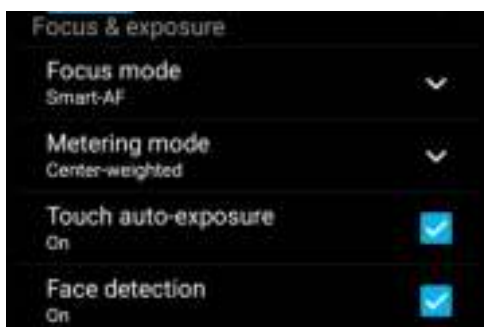 Focus & exposure
Focus mode
Smart-AF
Metering mode
Center-weighted
Touch auto-exposure
On
Face detection
On